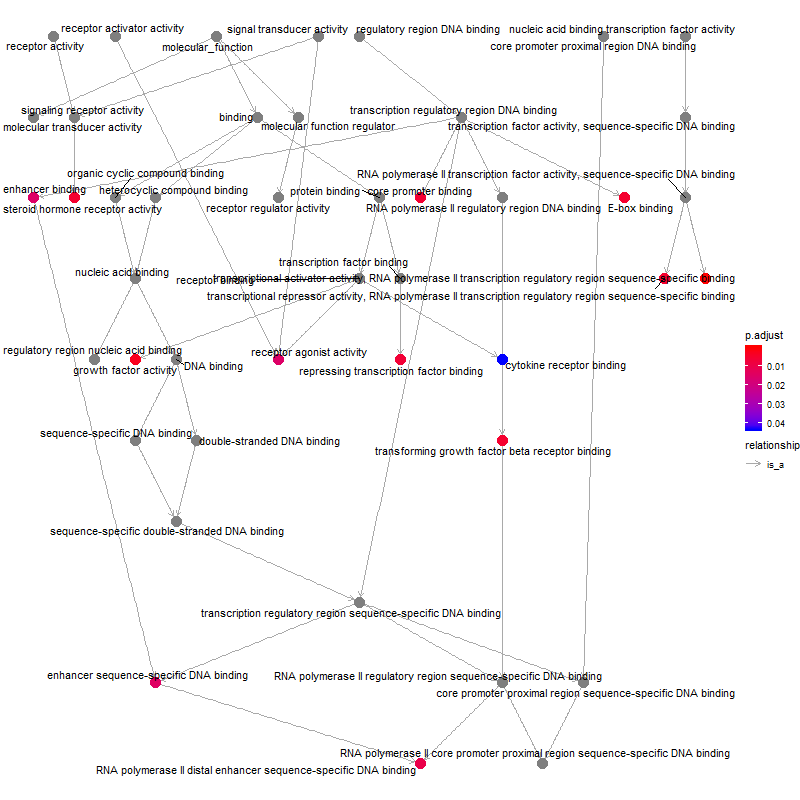 receptor activator activity
signal transducer activity
regulatory region DNA binding
nucleic acid binding transcription factor activity
receptor activity
molecular_function
core promoter proximal region DNA binding
signaling receptor activity
binding
transcription regulatory region DNA binding
molecular transducer activity
molecular function regulator
transcription factor activity, sequence-specific DNA binding
organic cyclic compound binding
RNA polymerase II transcription factor activity, sequence-specific DNA binding
enhancer binding
heterocyclic compound binding
protein binding
core promoter binding
steroid hormone receptor activity
receptor regulator activity
RNA polymerase II regulatory region DNA binding
E-box binding
transcription factor binding
nucleic acid binding
receptor binding
transcriptional activator activity, RNA polymerase II transcription regulatory region sequence-specific binding
transcriptional repressor activity, RNA polymerase II transcription regulatory region sequence-specific binding
p.adjust
0.01
0.02
0.03
0.04
regulatory region nucleic acid binding
receptor agonist activity
growth factor activity
DNA binding
repressing transcription factor binding
cytokine receptor binding
sequence-specific DNA binding
double-stranded DNA binding
relationship
is_a
transforming growth factor beta receptor binding
sequence-specific double-stranded DNA binding
transcription regulatory region sequence-specific DNA binding
enhancer sequence-specific DNA binding
RNA polymerase II regulatory region sequence-specific DNA binding
core promoter proximal region sequence-specific DNA binding
RNA polymerase II core promoter proximal region sequence-specific DNA binding
RNA polymerase II distal enhancer sequence-specific DNA binding